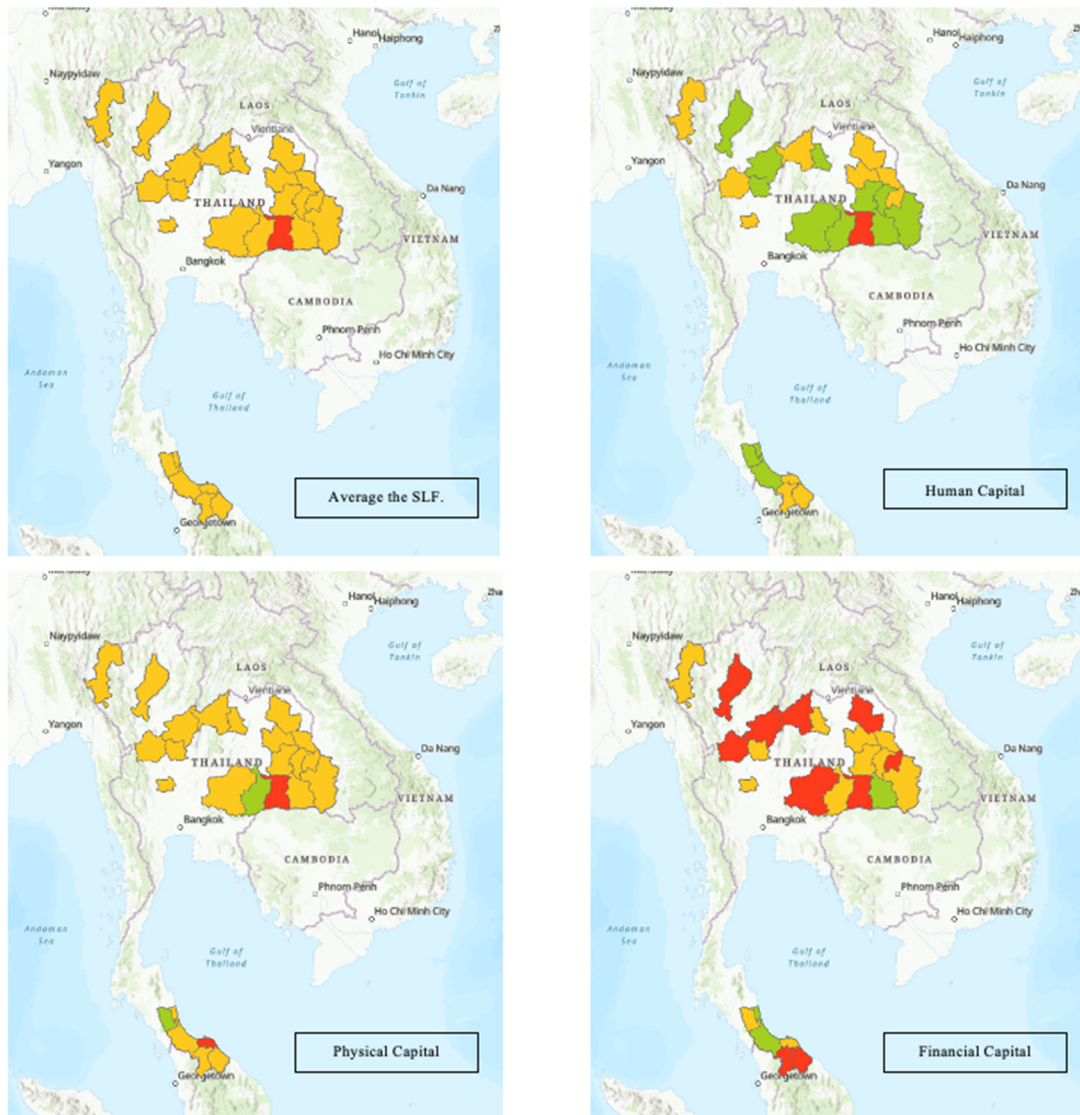 Hanoi
Haiphong
Naypyidaw
Gulf of
Tonkin
LAOS
Vientiane
Yangon
Da Nang
THAILAND
VIETNAM
Bangkok
CAMBODIA
Phnom Penh
Ho Chi Minh City
Andaman
Sea
Gulf of
Thailand
Average the SLF.
Georgetown
Hanoi
Haiphong
Naypyidaw
Gulf of
Tonkin
LAOS
Vientiane
Yangon
Da Nang
THAILAND
VIETNAM
Bangkok
CAMBODIA
Phnom Penh
Ho Chi Minh City
Andaman
Sea
Gulf of
Thailand
Human Capital
Georgetown
Hanoi
Haiphong
Zha
Naypyidaw
Gulf of
Tonkin
LAOS
Vientiane
Yangon
Da Nang
THAILAND
VIETNAM
Bangkok
CAMBODIA
Phnom Penh
Ho Chi Minh City
Andaman
Sea
Gulf of
Thailand
Physical Capital
Georgetown
Hanoi
Haiphong
Naypyidaw
Gulf of
Tonkin
LAOS
Vientiane
Yangon
Da Nang
THAILAND
VIETNAM
Bangkok
CAMBODIA
Phnom Penh
Ho Chi Minh City
Andaman
Sea
Gulf of
Thailand
Financial Capital
Georgetown